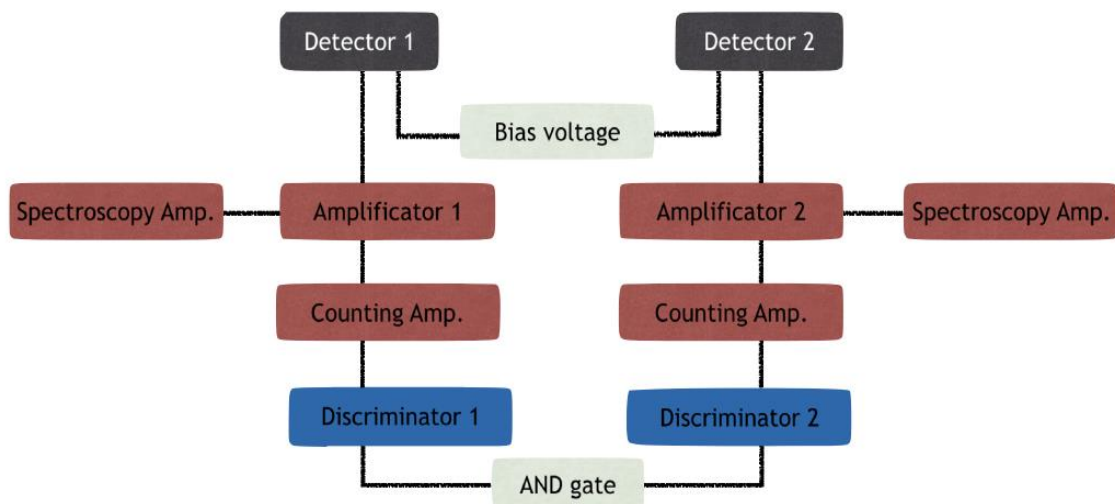 Detector 1
Detector 2
Bias voltage
Spectroscopy Amp.
Amplificator 1
Amplificator 2
Spectroscopy Amp.
Counting Amp.
Counting Amp.
Discriminator 1
Discriminator 2
AND gate